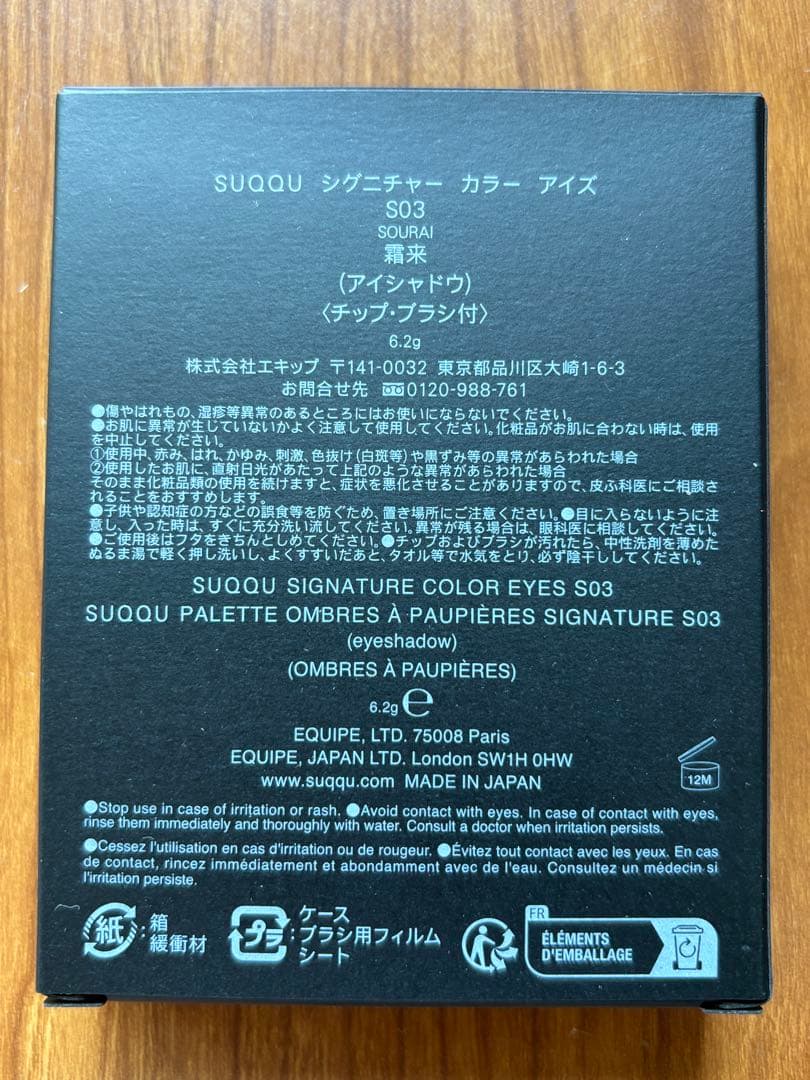 SUQQU シグニチャー カラー アイズ
S03
SOURAI
霜来
(アイシャドウ)
〈チップ・ブラシ付〉
6.2g
株式会社エキップ 〒141-0032 東京都品川区大崎1-6-3
お問合せ先 0120-988-761
●傷やはれもの、湿疹等異常のあるところにはお使いにならないでください。
●お肌に異常が生じていないかよく注意して使用してください。化粧品がお肌に合わない時は、使用
を中止してください。
①使用中、赤み、はれ、かゆみ、刺激、色抜け(白斑等)や黒ずみ等の異常があらわれた場合
②使用したお肌に、直射日光があたって上記のような異常があらわれた場合
そのまま化粧品類の使用を続けますと、症状を悪化させることがありますので、皮ふ科医にご相談さ
れることをおすすめします。
●子供や認知症の方などの誤食等を防ぐため、置き場所にご注意ください。●目に入らないように注
意し、入った時は、すぐに充分洗い流してください。異常が残る場合は、眼科医に相談してください。
●ご使用後はフタをきちんとしめてください。●チップおよびブラシが汚れたら、中性洗剤を薄めた
ぬるま湯で軽く押し洗いし、よくすすいだあと、タオル等で水気をとり、必ず陰干ししてください。
SUQQU SIGNATURE COLOR EYES S03
SUQQU PALETTE OMBRES À PAUPIÈRES SIGNATURE S03
(eyeshadow)
(OMBRES À PAUPIÈRES)
6.2g ℮
EQUIPE, LTD. 75008 Paris
EQUIPE, JAPAN LTD. London SW1H 0HW
www.suqqu.com MADE IN JAPAN
12M
●Stop use in case of irritation or rash. ●Avoid contact with eyes. In case of contact with eyes,
rinse them immediately and thoroughly with water. Consult a doctor when irritation persists.
●Cessez l'utilisation en cas d'irritation ou de rougeur. ●Évitez tout contact avec les yeux. En cas
de contact, rincez immédiatement et abondamment avec de l'eau. Consultez un médecin si
l'irritation persiste.
紙:箱
緩衝材
プラ:ケース
ブラシ用フィルム
シート
FR
ÉLÉMENTS
D'EMBALLAGE